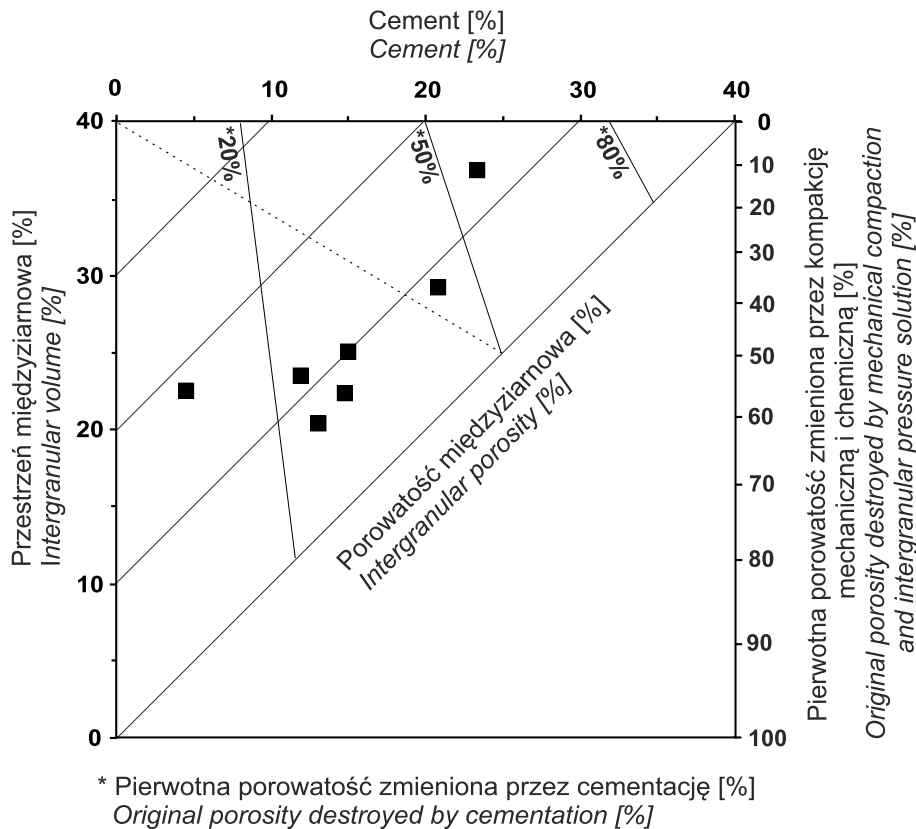 Cement [%]
Cement [%]
0 10 20 30 40
40
30
20
10
0
Przestrzeń międzyziarnowa [%]
Intergranular volume [%]
*20%
*50%
*80%
Porowatość międzyziarnowa [%]
Intergranular porosity [%]
0
10
20
30
40
50
60
70
80
90
100
Pierwotna porowatość zmieniona przez kompakcję
mechaniczną i chemiczną [%]
Original porosity destroyed by mechanical compaction
and intergranular pressure solution [%]
* Pierwotna porowatość zmieniona przez cementację [%]
Original porosity destroyed by cementation [%]